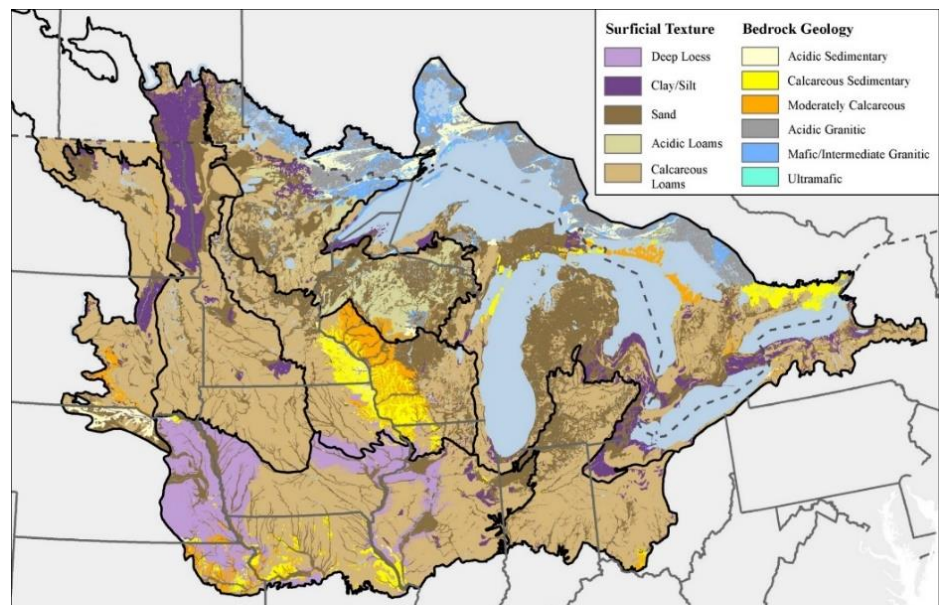 Surficial Texture
Deep Loess
Clay/Silt
Sand
Acidic Loams
Calcareous
Loams
Bedrock Geology
Acidic Sedimentary
Calcareous Sedimentary
Moderately Calcareous
Acidic Granitic
Mafic/Intermediate Granitic
Ultramafic